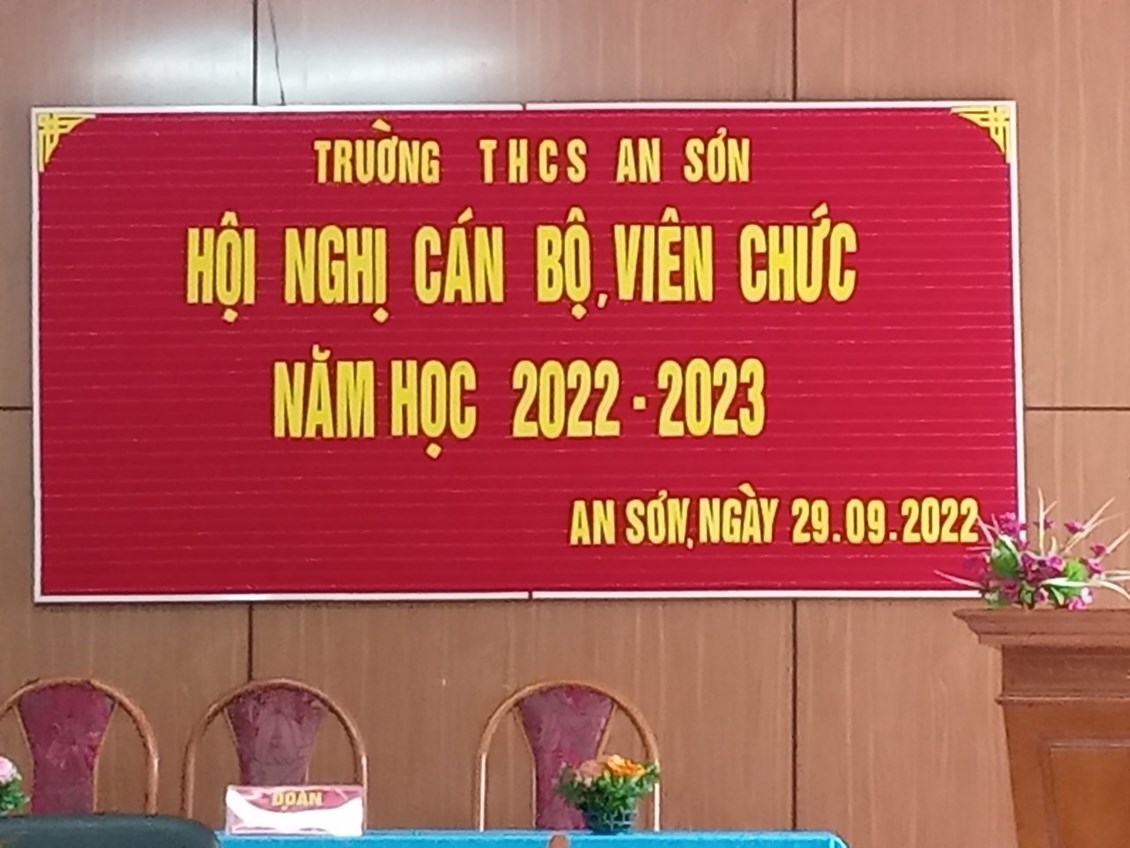 TRƯỜNG THCS AN SƠN
HỘI NGHỊ CÁN BỘ, VIÊN CHỨC
NĂM HỌC 2022 - 2023
AN SƠN, NGÀY 29.09.2022
ĐOÀN